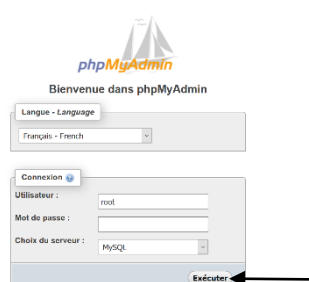 phpMyAdmin
Bienvenue dans phpMyAdmin
Langue - Language
Français - French
Connexion
Utilisateur :
root
Mot de passe :
Choix du serveur :
MySQL
Exécuter